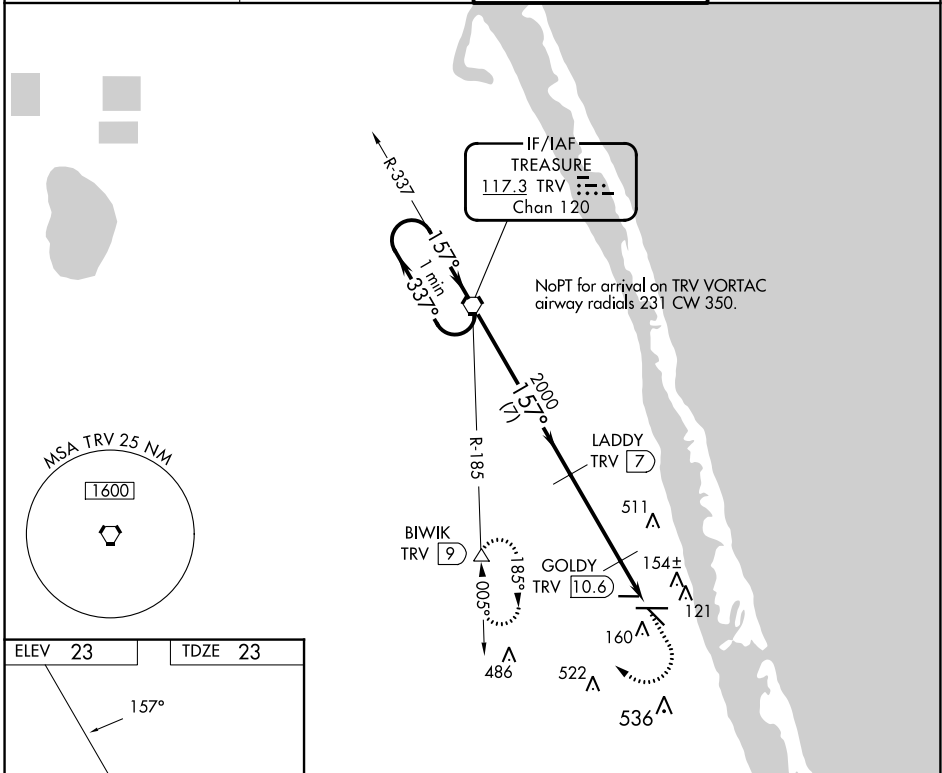 IF/IAF
TREASURE
117.3 TRV
Chan 120
R-337
157°
1 min
337°
NoPT for arrival on TRV VORTAC
airway radials 231 CW 350.
2000
157°
(7)
LADDY
TRV 7
R-185
MSA TRV 25 NM
1600
511
BIWIK
TRV 9
185°
005°
GOLDY
TRV 10.6
154±
121
160
486
522
536
ELEV 23
TDZE 23
157°